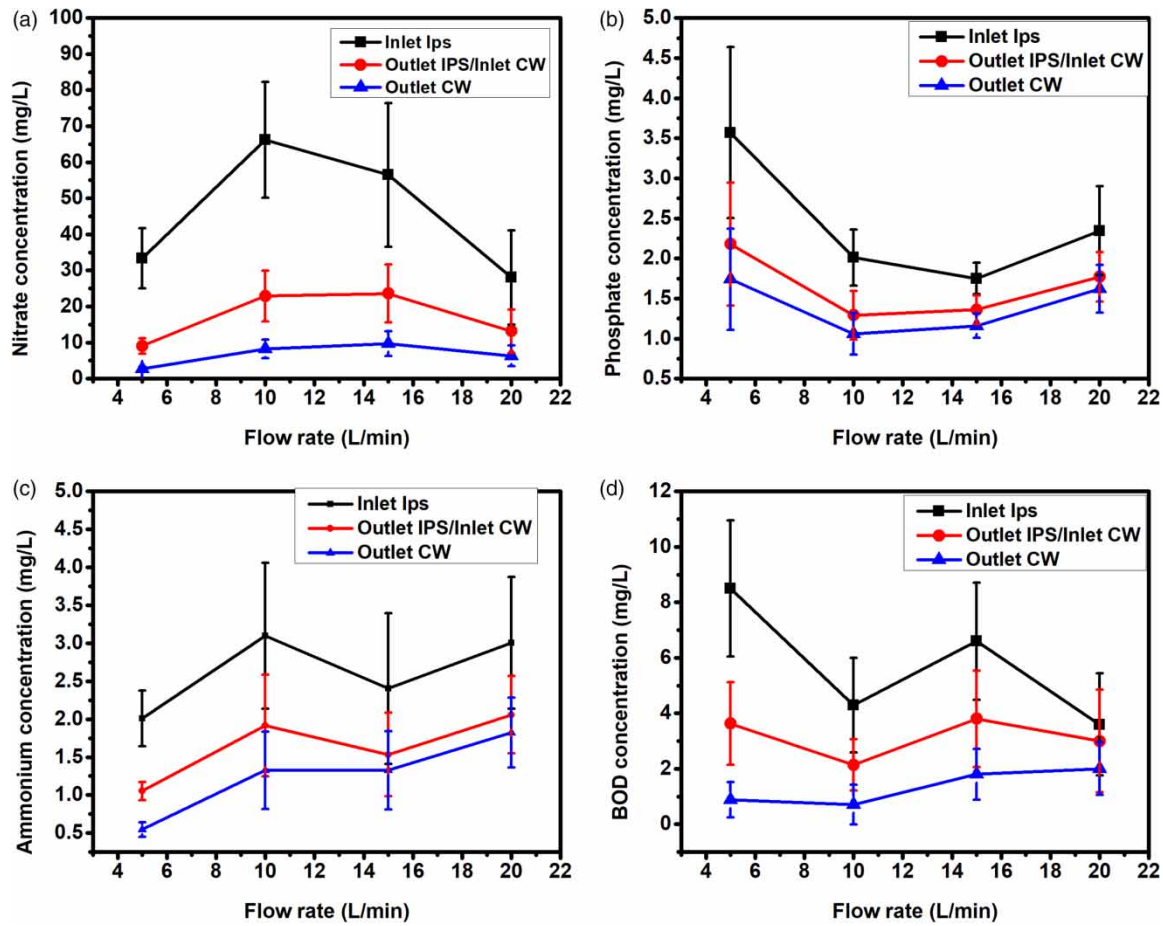 (a)
100
90
80
70
60
50
40
30
20
10
0
Nitrate concentration (mg/L)
Inlet Ips
Outlet IPS/Inlet CW
Outlet CW
4 6 8 10 12 14 16 18 20 22
Flow rate (L/min)
(b)
5.0
4.5
4.0
3.5
3.0
2.5
2.0
1.5
1.0
0.5
Phosphate concentration (mg/L)
Inlet Ips
Outlet IPS/Inlet CW
Outlet CW
4 6 8 10 12 14 16 18 20 22
Flow rate (L/min)
(c)
5.0
4.5
4.0
3.5
3.0
2.5
2.0
1.5
1.0
0.5
Ammonium concentration (mg/L)
Inlet Ips
Outlet IPS/Inlet CW
Outlet CW
4 6 8 10 12 14 16 18 20 22
Flow rate (L/min)
(d)
12
10
8
6
4
2
0
BOD concentration (mg/L)
Inlet Ips
Outlet IPS/Inlet CW
Outlet CW
4 6 8 10 12 14 16 18 20 22
Flow rate (L/min)